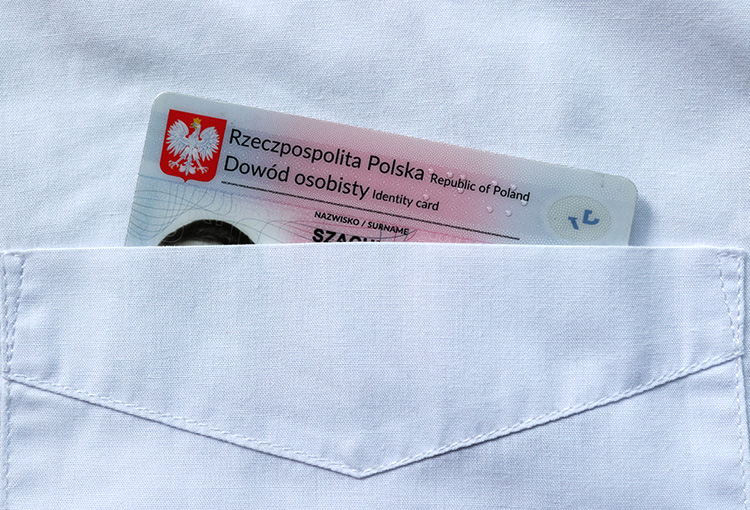 Rzeczpospolita Polska Republic of Poland
Dowód osobisty Identity card
NAZWISKO / SURNAME